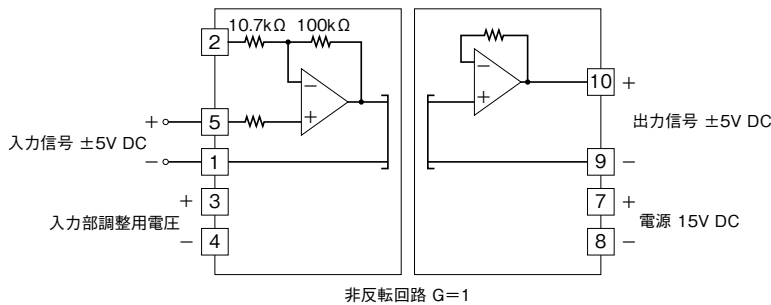 10.7kΩ 100kΩ
2
−
+
+ 5
入力信号 ±5V DC
− 1
+ 3
入力部調整用電圧
− 4
−
+
10 +
出力信号 ±5V DC
9 −
7 +
電源 15V DC
8 −
非反転回路 G＝1